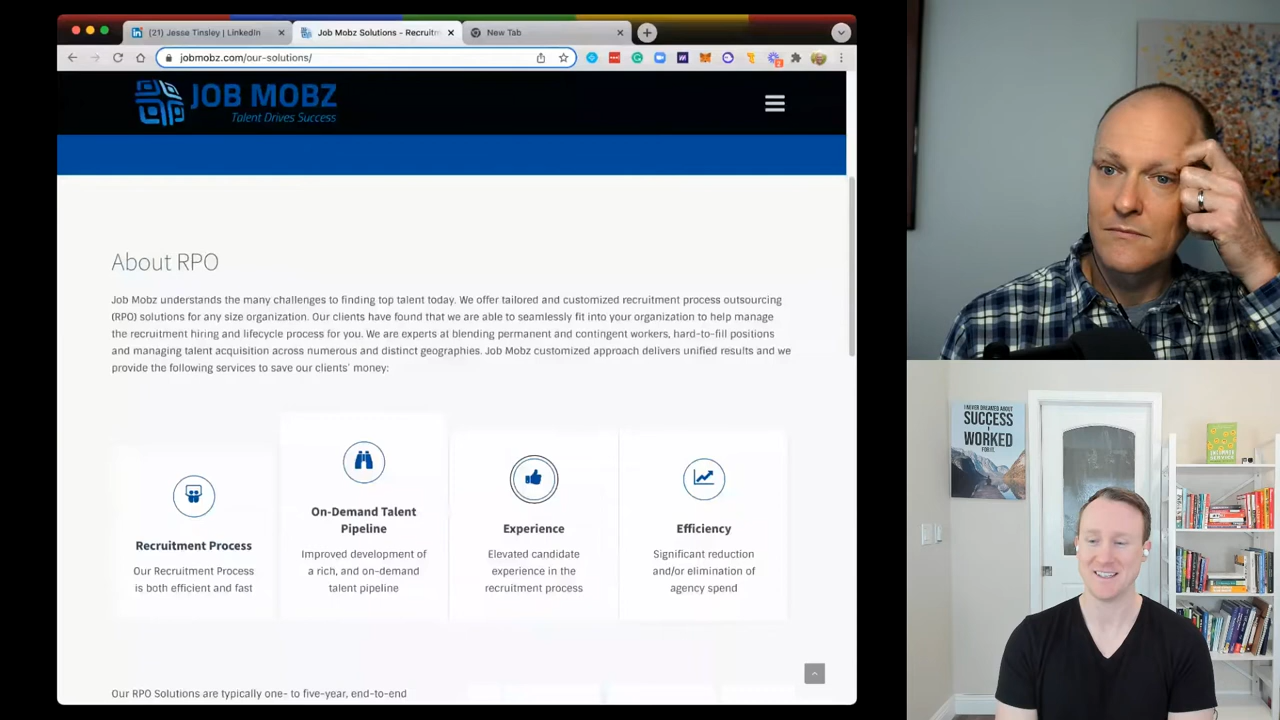 (21) Jesse Tinsley | LinkedIn
Job Mobz Solutions - Recruitm
New Tab
jobmobz.com/our-solutions/
JOB MOBZ
Talent Drives Success
About RPO
Job Mobz understands the many challenges to finding top talent today. We offer tailored and customized recruitment process outsourcing
(RPO) solutions for any size organization. Our clients have found that we are able to seamlessly fit into your organization to help manage
the recruitment hiring and lifecycle process for you. We are experts at blending permanent and contingent workers, hard-to-fill positions
and managing talent acquisition across numerous and distinct geographies. Job Mobz customized approach delivers unified results and we
provide the following services to save our clients' money:
Recruitment Process
Our Recruitment Process
is both efficient and fast
On-Demand Talent
Pipeline
Improved development of
a rich, and on-demand
talent pipeline
Experience
Elevated candidate
experience in the
recruitment process
Efficiency
Significant reduction
and/or elimination of
agency spend
Our RPO Solutions are typically one- to five-year, end-to-end
I NEVER DREAMED ABOUT
SUCCESS
I
WORKED
FOR IT.